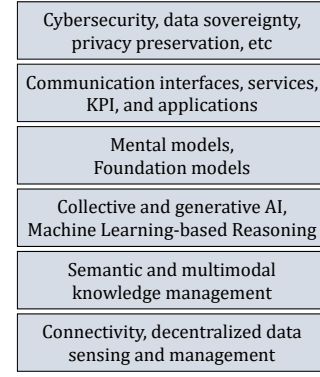 Cybersecurity, data sovereignty,
privacy preservation, etc
Communication interfaces, services,
KPI, and applications
Mental models,
Foundation models
Collective and generative AI,
Machine Learning-based Reasoning
Semantic and multimodal
knowledge management
Connectivity, decentralized data
sensing and management